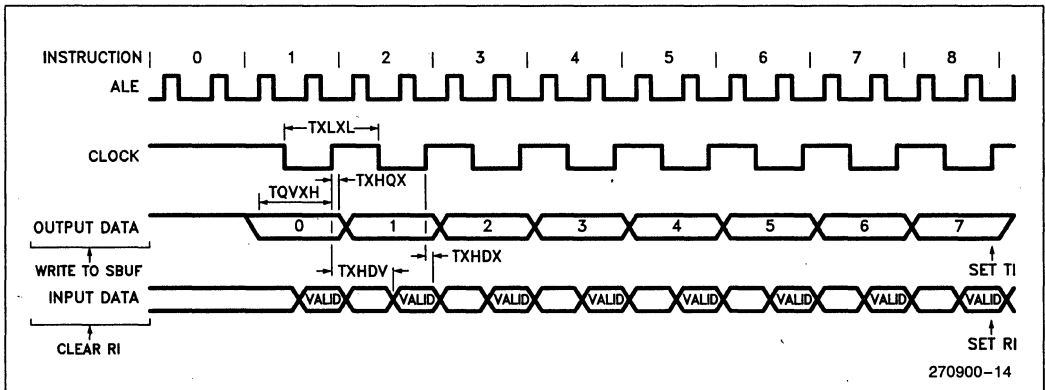 INSTRUCTION | 0 | 1 | 2 | 3 | 4 | 5 | 6 | 7 | 8 |
ALE
TXLXL
CLOCK
TQVXH
TXHQX
OUTPUT DATA 0 1 2 3 4 5 6 7
WRITE TO SBUF
TXHDV
TXHDX
SET TI
INPUT DATA VALID VALID VALID VALID VALID VALID VALID VALID
CLEAR RI
SET RI
270900-14